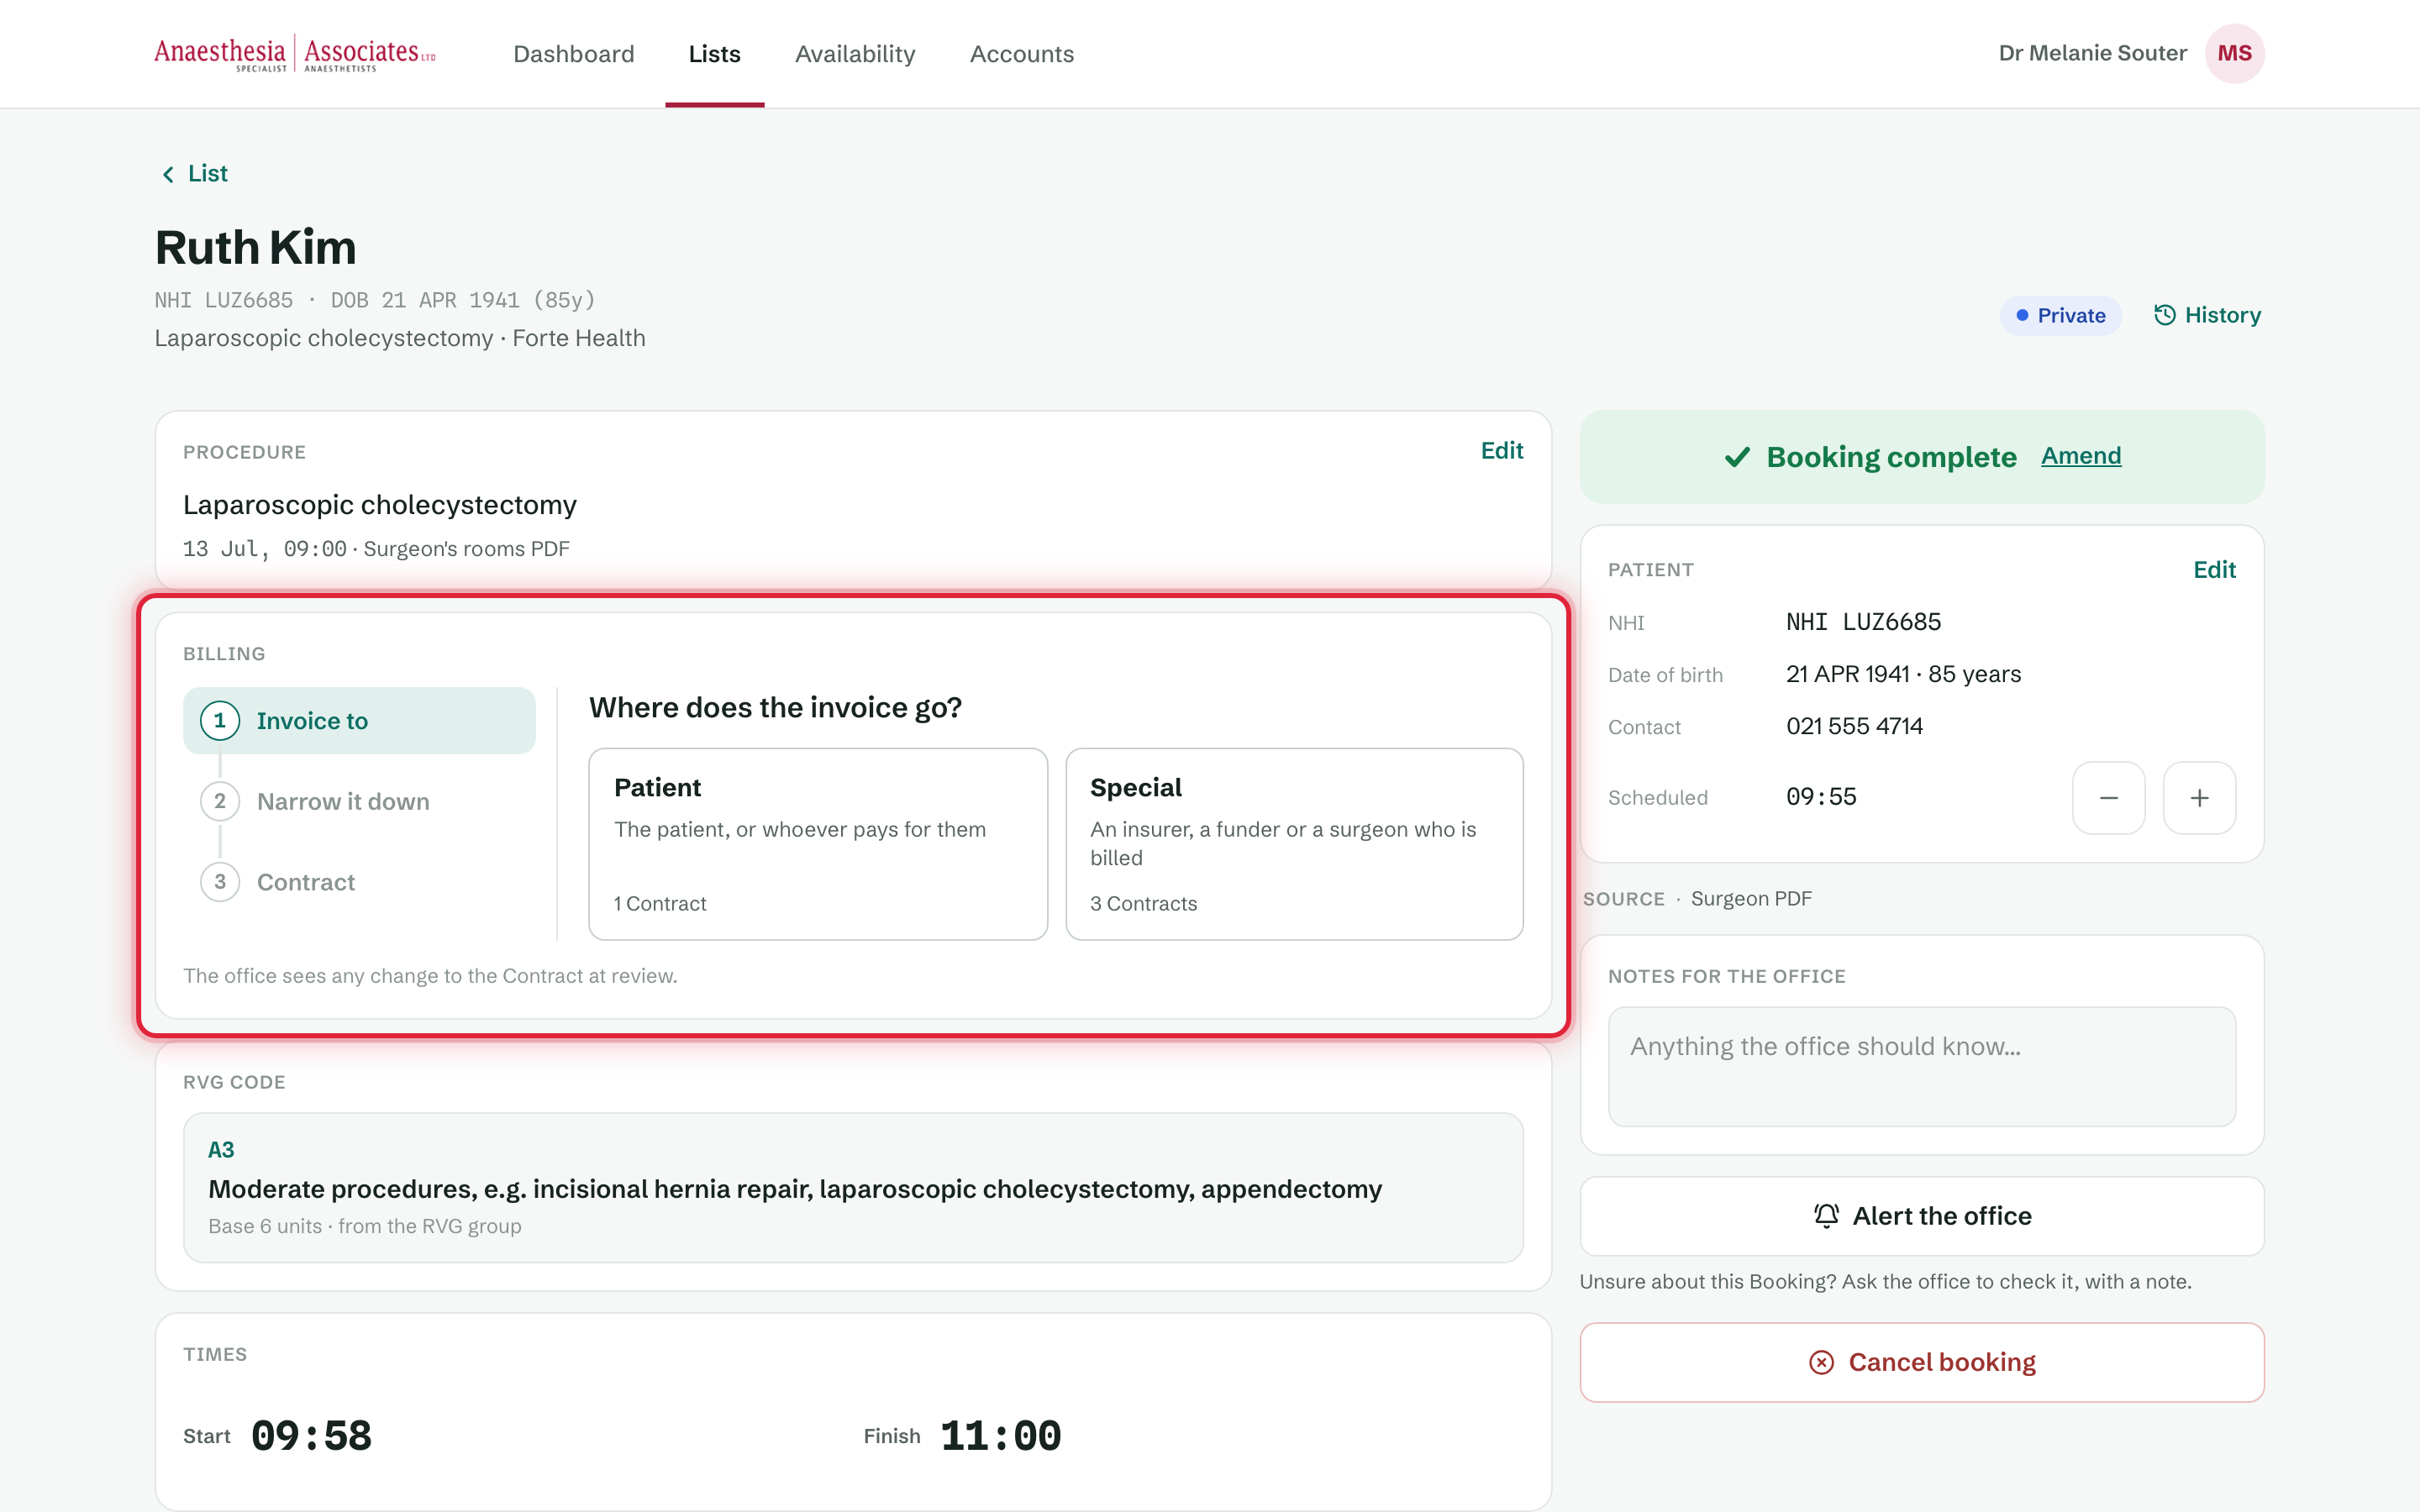 Anaesthesia | Associates LTD
SPECIALIST ANAESTHETISTS
Dashboard
Lists
Availability
Accounts
Dr Melanie Souter
MS
List
Ruth Kim
NHI LUZ6685 · DOB 21 APR 1941 (85y)
Laparoscopic cholecystectomy · Forte Health
Private
History
PROCEDURE
Edit
Laparoscopic cholecystectomy
13 Jul, 09:00 · Surgeon's rooms PDF
BILLING
1 Invoice to
2 Narrow it down
3 Contract
Where does the invoice go?
Patient
The patient, or whoever pays for them
1 Contract
Special
An insurer, a funder or a surgeon who is
billed
3 Contracts
The office sees any change to the Contract at review.
RVG CODE
A3
Moderate procedures, e.g. incisional hernia repair, laparoscopic cholecystectomy, appendectomy
Base 6 units · from the RVG group
TIMES
Start 09:58
Finish 11:00
Booking complete Amend
PATIENT
Edit
NHI NHI LUZ6685
Date of birth 21 APR 1941 · 85 years
Contact 021 555 4714
Scheduled 09:55 − +
SOURCE · Surgeon PDF
NOTES FOR THE OFFICE
Anything the office should know...
Alert the office
Unsure about this Booking? Ask the office to check it, with a note.
Cancel booking